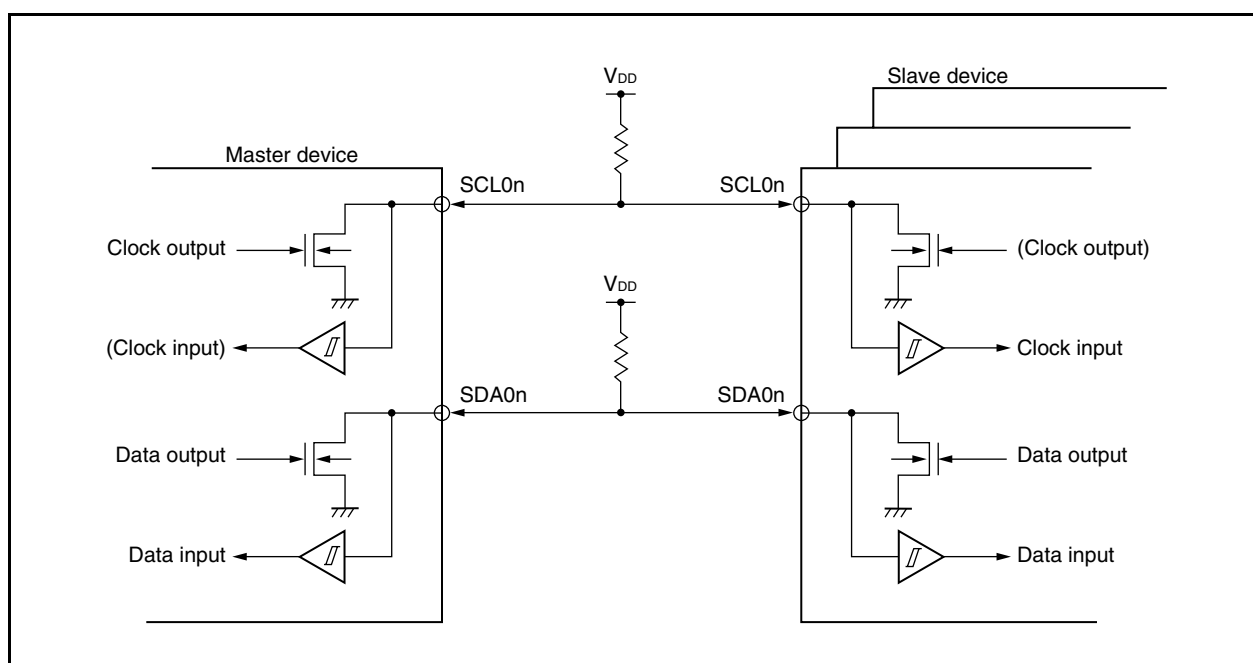 Slave device
VDD
Master device
SCL0n
SCL0n
Clock output
(Clock output)
VDD
(Clock input)
Clock input
SDA0n
SDA0n
Data output
Data output
Data input
Data input